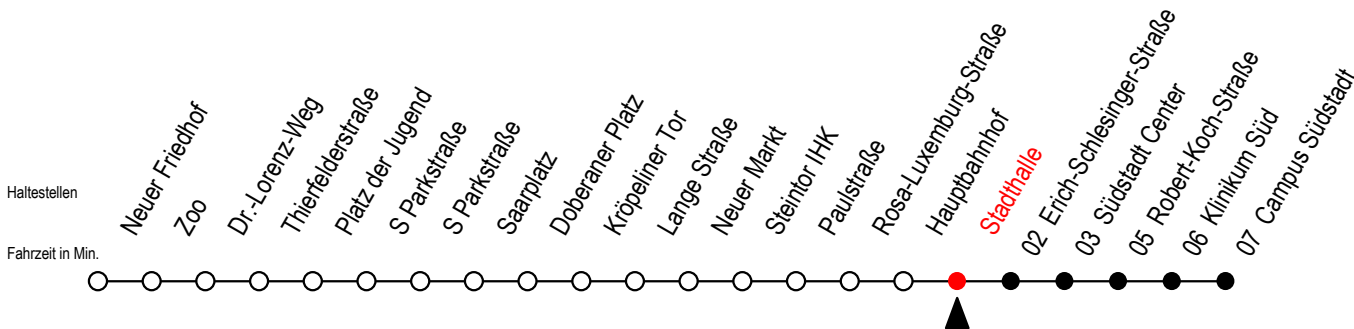 Haltestellen
Fahrzeit in Min.
Neuer Friedhof
Zoo
Dr.-Lorenz-Weg
Thierfelderstraße
Platz der Jugend
S Parkstraße
S Parkstraße
Saarplatz
Doberaner Platz
Kröpeliner Tor
Lange Straße
Neuer Markt
Steintor IHK
Paulstraße
Rosa-Luxemburg-Straße
Hauptbahnhof
Stadthalle
02 Erich-Schlesinger-Straße
03 Südstadt Center
05 Robert-Koch-Straße
06 Klinikum Süd
07 Campus Südstadt